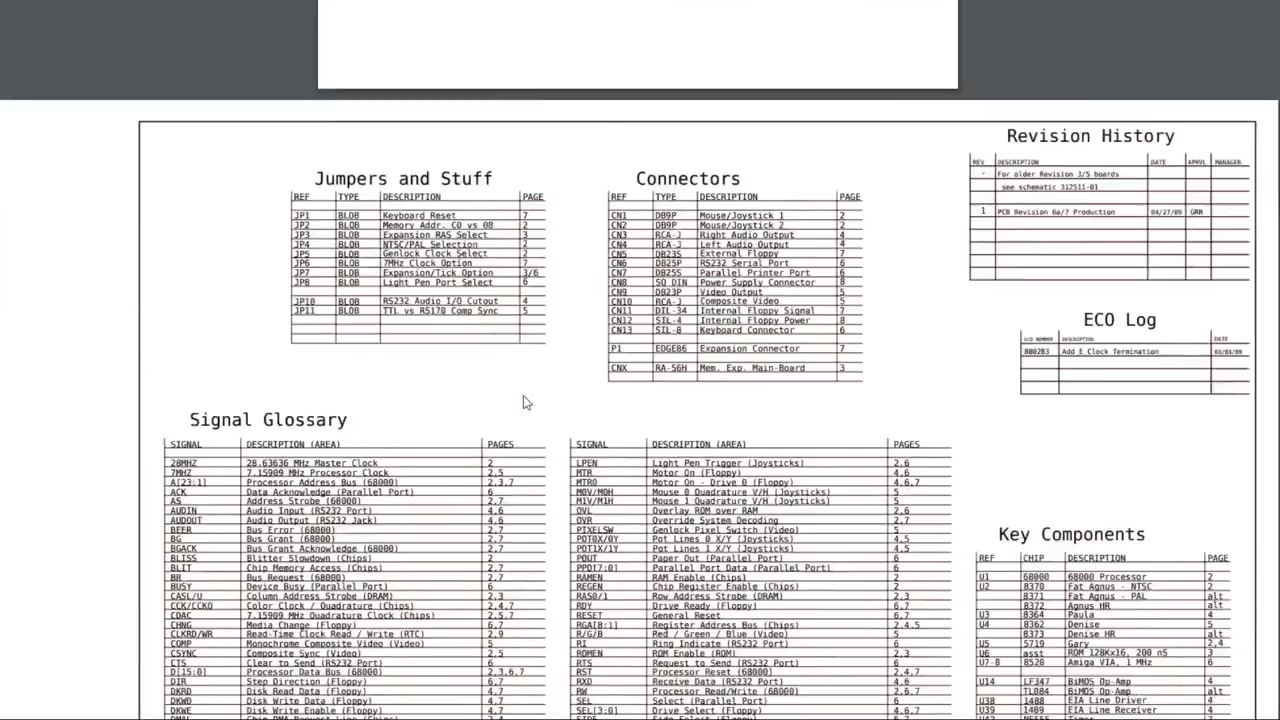 Revision History
REV DESCRIPTION DATE APRVL MANAGER
- For older Revision 3/5 boards
see schematic 312511-01
1 PCB Revision 6a/7 Production 04/27/89 GRR
Jumpers and Stuff
REF TYPE DESCRIPTION PAGE
JP1 BLOB Keyboard Reset 7
JP2 BLOB Memory Addr. C0 vs 08 2
JP3 BLOB Expansion RAS Select 3
JP4 BLOB NTSC/PAL Selection 2
JP5 BLOB Genlock Clock Select 2
JP6 BLOB 7MHz Clock Option 7
JP7 BLOB Expansion/Tick Option 3/6
JP8 BLOB Light Pen Port Select 6
JP10 BLOB RS232 Audio I/O Cutout 4
JP11 BLOB TTL vs RS170 Comp Sync 5
Connectors
REF TYPE DESCRIPTION PAGE
CN1 DB9P Mouse/Joystick 1 2
CN2 DB9P Mouse/Joystick 2 2
CN3 RCA-J Right Audio Output 4
CN4 RCA-J Left Audio Output 4
CN5 DB23S External Floppy 7
CN6 DB25P RS232 Serial Port 6
CN7 DB25S Parallel Printer Port 6
CN8 SQ DIN Power Supply Connector 8
CN9 DB23P Video Output 5
CN10 RCA-J Composite Video 5
CN11 DIL-34 Internal Floppy Signal 7
CN12 SIL-4 Internal Floppy Power 8
CN13 SIL-8 Keyboard Connector 6
P1 EDGE86 Expansion Connector 7
CNX RA-56H Mem. Exp. Main-Board 3
ECO Log
ECO NUMBER DESCRIPTION DATE
880283 Add E Clock Termination 03/03/89
Signal Glossary
SIGNAL DESCRIPTION (AREA) PAGES
28MHZ 28.63636 MHz Master Clock 2
7MHZ 7.15909 MHz Processor Clock 2,5
A[23:1] Processor Address Bus (68000) 2,3,7
ACK Data Acknowledge (Parallel Port) 6
AS Address Strobe (68000) 2,7
AUDIN Audio Input (RS232 Port) 4,6
AUDOUT Audio Output (RS232 Jack) 4,6
BEER Bus Error (68000) 2,7
BG Bus Grant (68000) 2,7
BGACK Bus Grant Acknowledge (68000) 2,7
BLISS Blitter Slowdown (Chips) 2
BLIT Chip Memory Access (Chips) 2,7
BR Bus Request (68000) 2,7
BUSY Device Busy (Parallel Port) 6
CASL/U Column Address Strobe (DRAM) 2,3
CCK/CCKQ Color Clock / Quadrature (Chips) 2,4,7
CDAC 7.15909 MHz Quadrature Clock (Chips) 2,5,7
CHNG Media Change (Floppy) 6,7
CLKRD/WR Read-Time Clock Read / Write (RTC) 2,9
COMP Monochrome Composite Video (Video) 5
CSYNC Composite Sync (Video) 2,5
CTS Clear to Send (RS232 Port) 6
D[15:0] Processor Data Bus (68000) 2,3,6,7
DIR Step Direction (Floppy) 6,7
DKRD Disk Read Data (Floppy) 4,7
DKWD Disk Write Data (Floppy) 4,7
DKWE Disk Write Enable (Floppy) 4,7
SIGNAL DESCRIPTION (AREA) PAGES
LPEN Light Pen Trigger (Joysticks) 2,6
MTR Motor On (Floppy) 6,7
MTR0 Motor On - Drive 0 (Floppy) 4,6,7
M0V/M0H Mouse 0 Quadrature V/H (Joysticks) 5
M1V/M1H Mouse 1 Quadrature V/H (Joysticks) 5
OVL Overlay ROM over RAM 2,6
OVR Override System Decoding 2,7
PIXELSW Genlock Pixel Switch (Video) 5
POT0X/0Y Pot Lines 0 X/Y (Joysticks) 4,5
POT1X/1Y Pot Lines 1 X/Y (Joysticks) 4,5
POUT Paper Out (Parallel Port) 6
PPD[7:0] Parallel Port Data (Parallel Port) 6
RAMEN RAM Enable (Chips) 2
REGEN Chip Register Enable (Chips) 2
RAS0/1 Row Address Strobe (DRAM) 2,3
RDY Drive Ready (Floppy) 6,7
RESET General Reset 6,7
RGA[8:1] Register Address Bus (Chips) 2,4,5
R/G/B Red / Green / Blue (Video) 5
RI Ring Indicate (RS232 Port) 6
ROMEN ROM Enable (ROM) 2,3
RTS Request to Send (RS232 Port) 6
RST Processor Reset (68000) 2,7
RXD Receive Data (RS232 Port) 4,6
RW Processor Read/Write (68000) 2,6,7
SEL Select (Parallel Port) 6
SEL[3:0] Drive Select (Floppy) 4,6,7
Key Components
REF CHIP DESCRIPTION PAGE
U1 68000 68000 Processor 2
U2 8370 Fat Agnus - NTSC 2
8371 Fat Agnus - PAL alt
8372 Agnus HR alt
U3 8364 Paula 4
U4 8362 Denise 5
8373 Denise HR alt
U5 5719 Gary 2,4
U6 asst ROM 128Kx16, 200 nS 3
U7-8 8520 Amiga VIA, 1 MHz 6
U14 LF347 BiMOS Op-Amp 4
TL084 BiMOS Op-Amp alt
U38 1488 EIA Line Driver 4
U39 1489 EIA Line Receiver 4